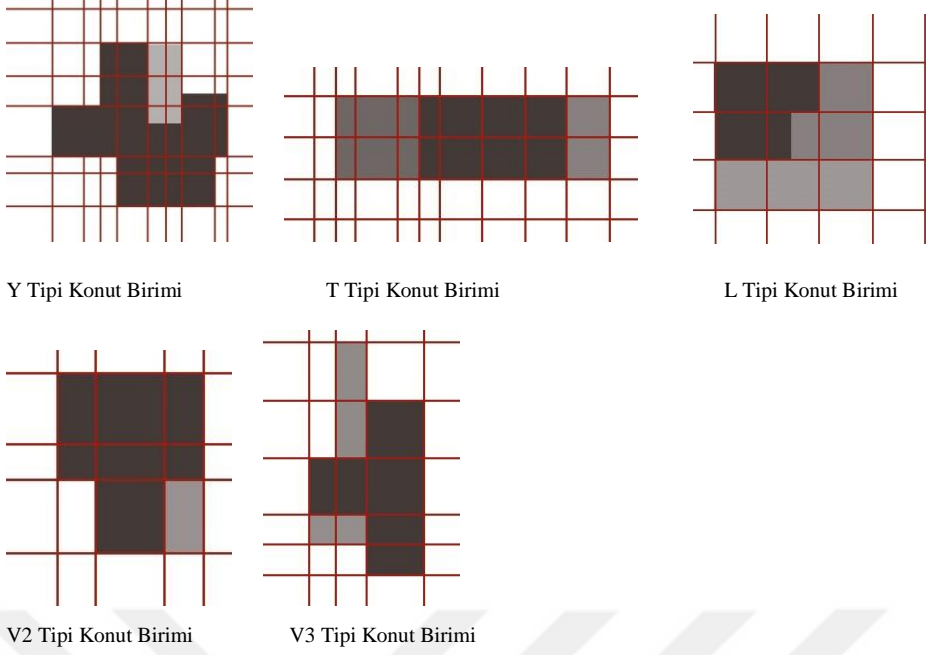 Y Tipi Konut Birimi
T Tipi Konut Birimi
L Tipi Konut Birimi
V2 Tipi Konut Birimi
V3 Tipi Konut Birimi